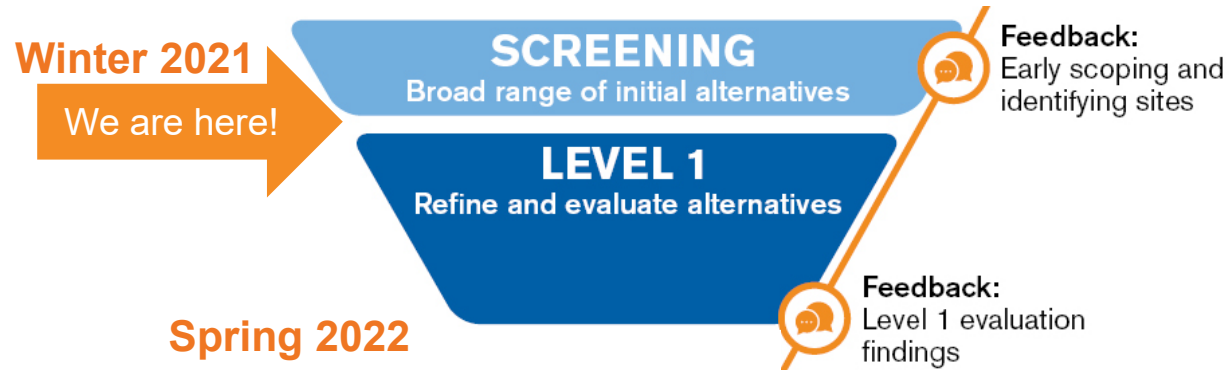 Winter 2021
We are here!
SCREENING
Broad range of initial alternatives
Feedback:
Early scoping and
identifying sites
LEVEL 1
Refine and evaluate alternatives
Spring 2022
Feedback:
Level 1 evaluation
findings